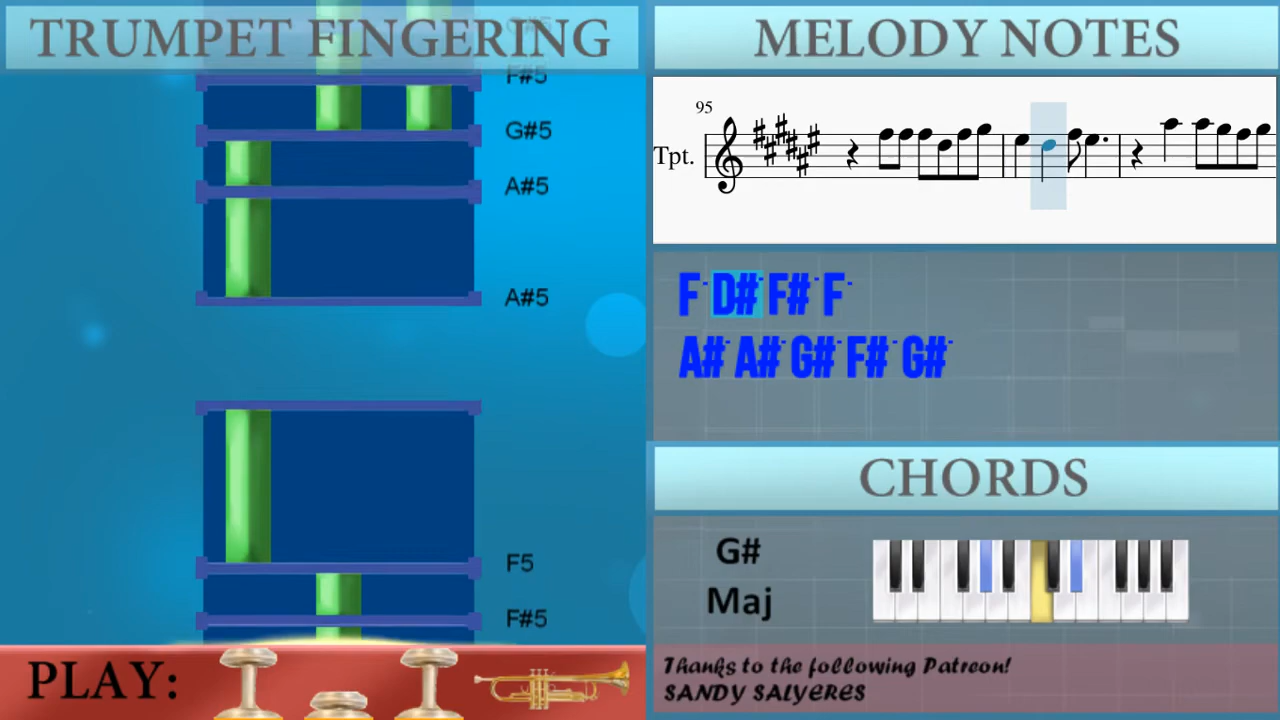 TRUMPET FINGERING
F#5
G#5
A#5
A#5
F5
F#5
PLAY:
MELODY NOTES
95
Tpt.
F D# F# F
A# A# G# F# G#
CHORDS
G#
Maj
Thanks to the following Patreon!
SANDY SALYERES